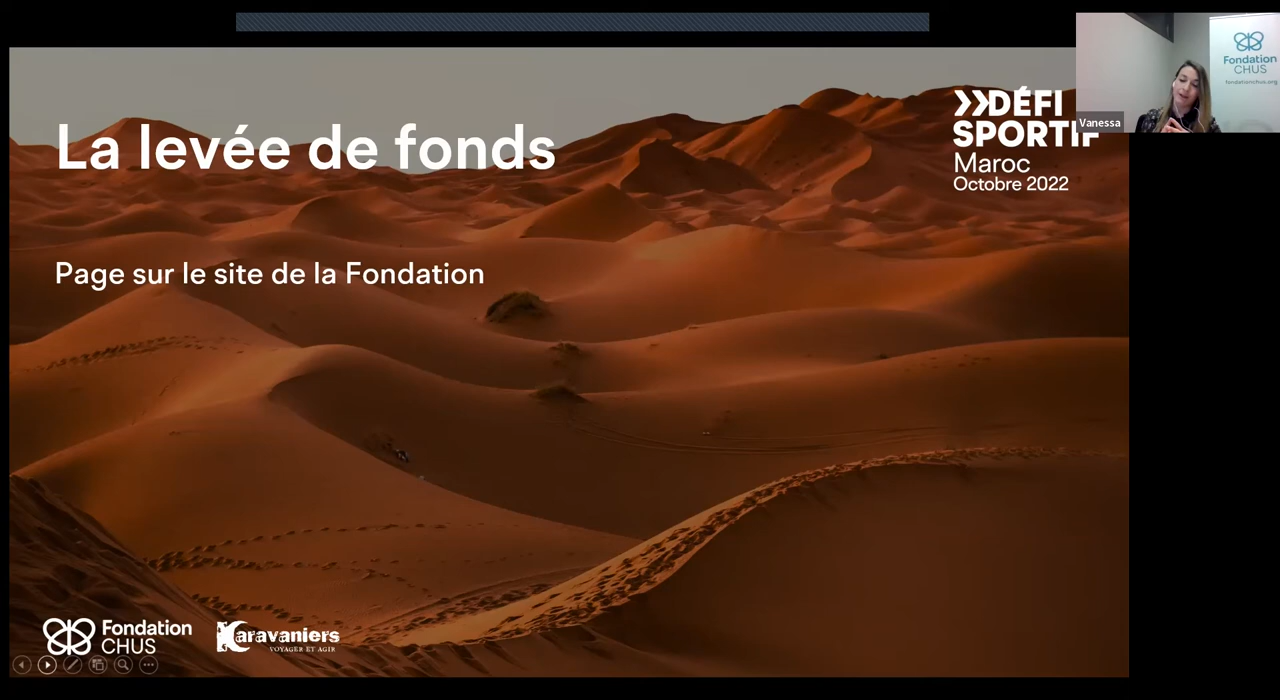 La levée de fonds
Page sur le site de la Fondation
DÉFI
SPORTIF
Maroc
Octobre 2022
Fondation
CHUS
fondationchus.org
Vanessa
Fondation
CHUS
Karavaniers
VOYAGER ET AGIR